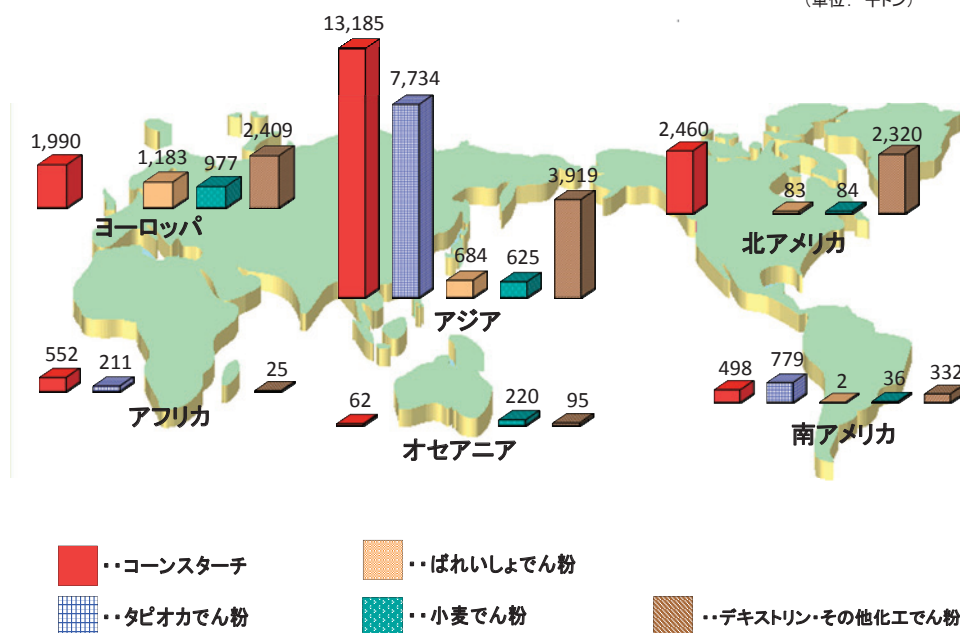 (単位: 千トン)
13,185
7,734
1,990
1,183
977
2,409
3,919
684
625
2,460
83
84
2,320
ヨーロッパ
北アメリカ
アジア
552
211
25
62
220
95
498
779
2
36
332
アフリカ
オセアニア
南アメリカ
・・コーンスターチ
・・ばれいしょでん粉
・・タピオカでん粉
・・小麦でん粉
・・デキストリン・その他化工でん粉